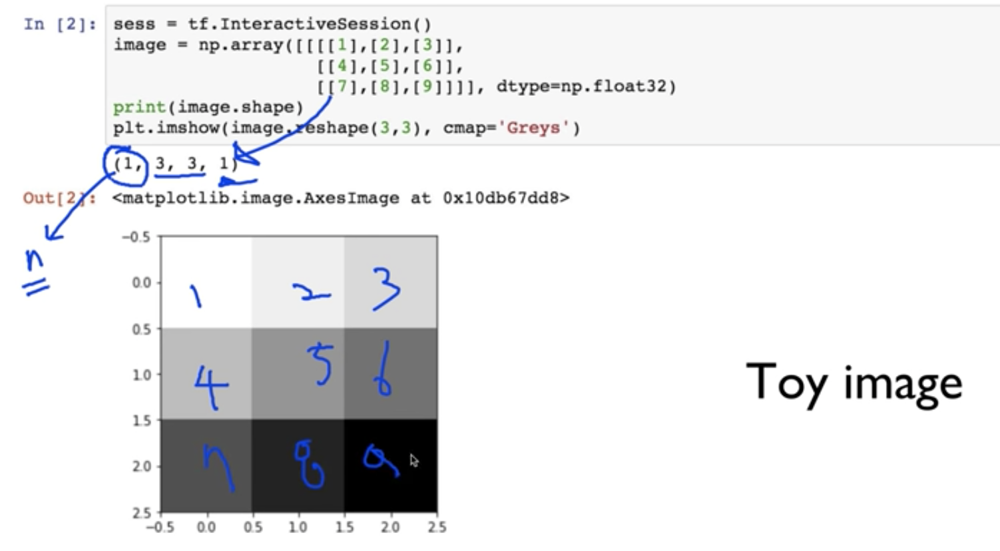 In [2]: sess = tf.InteractiveSession()
image = np.array([[[[1],[2],[3]],
[[4],[5],[6]],
[[7],[8],[9]]]], dtype=np.float32)
print(image.shape)
plt.imshow(image.reshape(3,3), cmap='Greys')
(1, 3, 3, 1)
Out[2]: <matplotlib.image.AxesImage at 0x10db67dd8>
n
−0.5
0.0
0.5
1.0
1.5
2.0
2.5
1 2 3
4 5 6
7 8 9
−0.5 0.0 0.5 1.0 1.5 2.0 2.5
Toy image